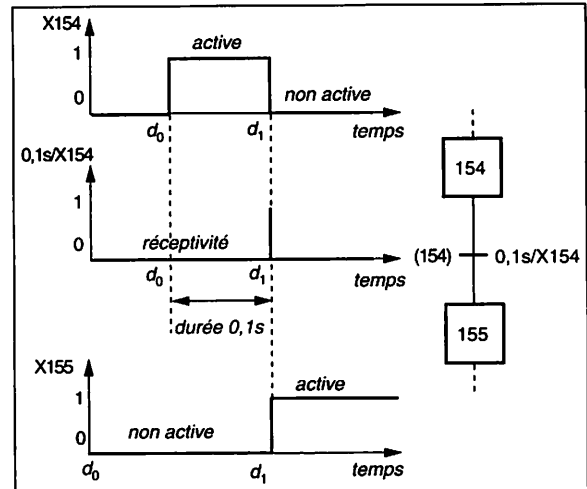 X154
active
1
0
non active
d0
d1
temps
0,1s/X154
1
0
réceptivité
d0
d1
temps
durée 0,1s
X155
active
1
0
non active
d0
d1
temps
154
(154)
0,1s/X154
155